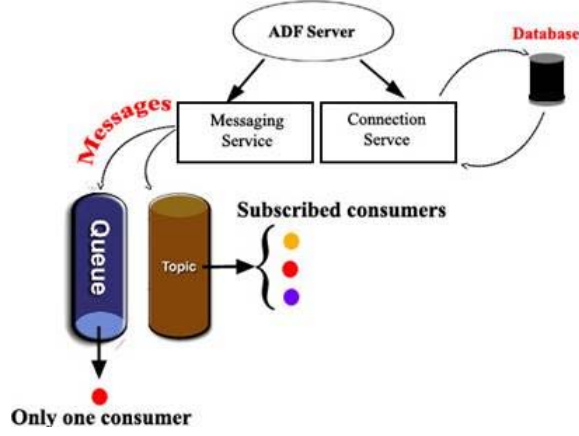 ADF Server
Database
Messages
Messaging
Service
Connection
Servce
Subscribed consumers
Queue
Topic
Only one consumer